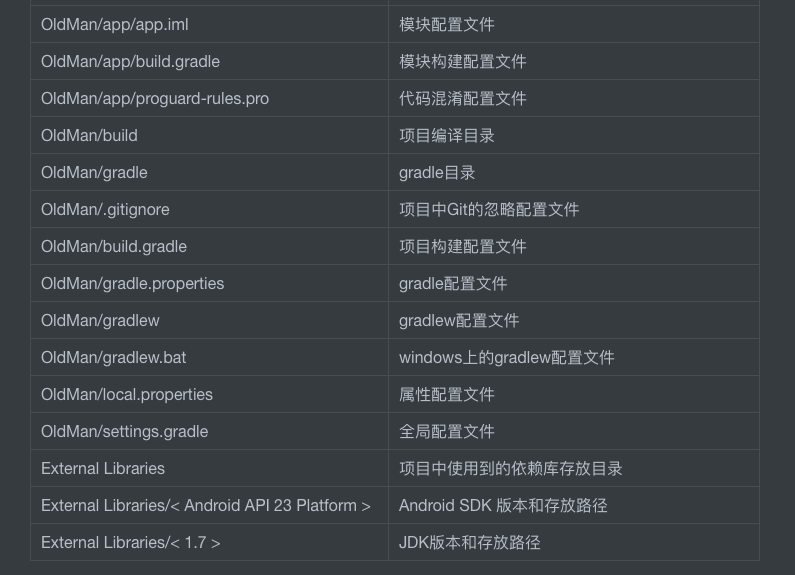 OldMan/app/app.iml 模块配置文件
OldMan/app/build.gradle 模块构建配置文件
OldMan/app/proguard-rules.pro 代码混淆配置文件
OldMan/build 项目编译目录
OldMan/gradle gradle目录
OldMan/.gitignore 项目中Git的忽略配置文件
OldMan/build.gradle 项目构建配置文件
OldMan/gradle.properties gradle配置文件
OldMan/gradlew gradlew配置文件
OldMan/gradlew.bat windows上的gradlew配置文件
OldMan/local.properties 属性配置文件
OldMan/settings.gradle 全局配置文件
External Libraries 项目中使用到的依赖库存放目录
External Libraries/< Android API 23 Platform > Android SDK 版本和存放路径
External Libraries/< 1.7 > JDK版本和存放路径